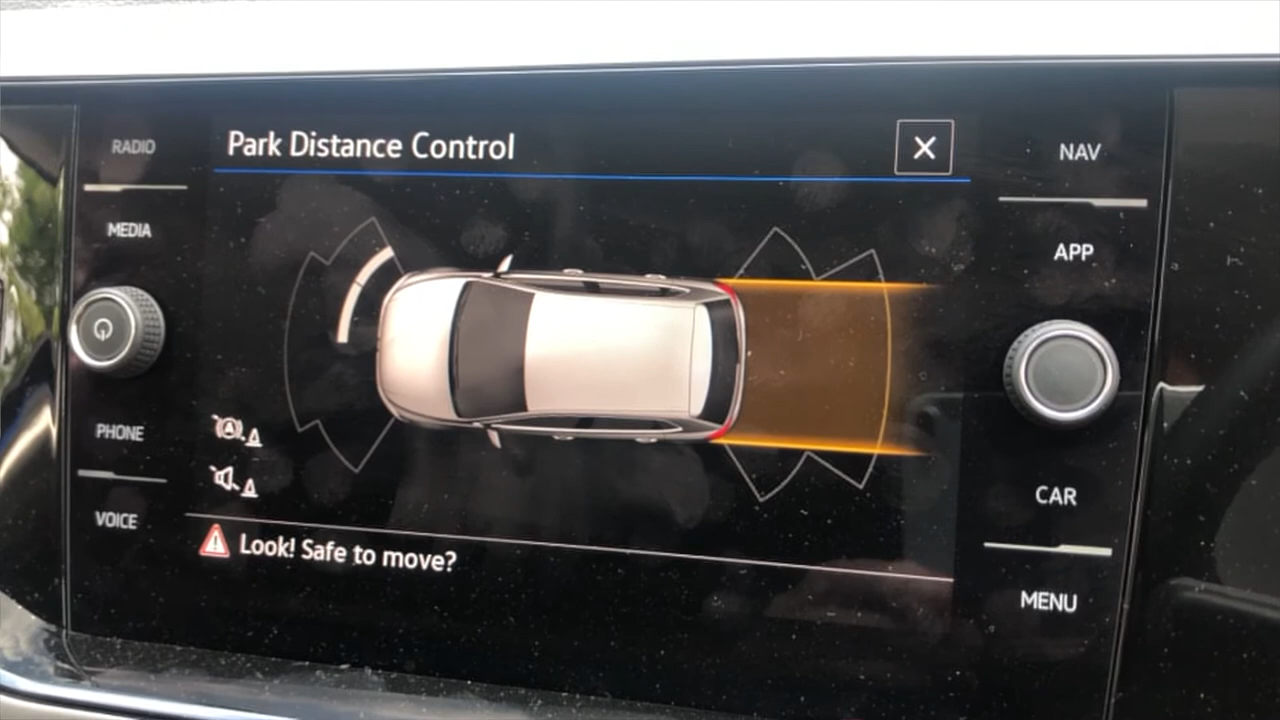 Park Distance Control
RADIO
MEDIA
PHONE
VOICE
NAV
APP
CAR
MENU
Look! Safe to move?